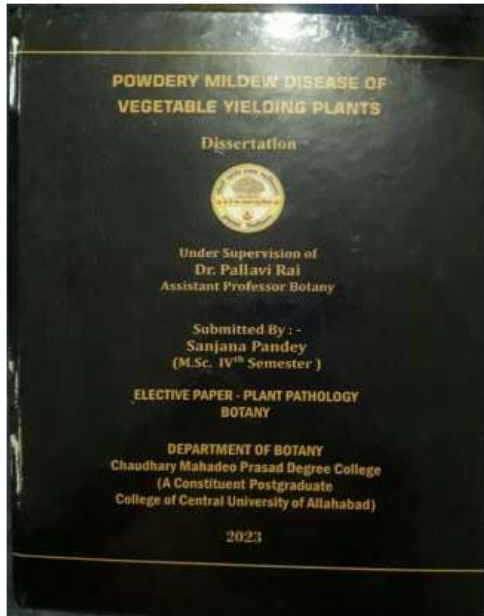 POWDERY MILDEW DISEASE OF
VEGETABLE YIELDING PLANTS
Dissertation
Under Supervision of
Dr. Pallavi Rai
Assistant Professor Botany
Submitted By : -
Sanjana Pandey
(M.Sc. IVth Semester )
ELECTIVE PAPER - PLANT PATHOLOGY
BOTANY
DEPARTMENT OF BOTANY
Chaudhary Mahadeo Prasad Degree College
(A Constituent Postgraduate
College of Central University of Allahabad)
2023